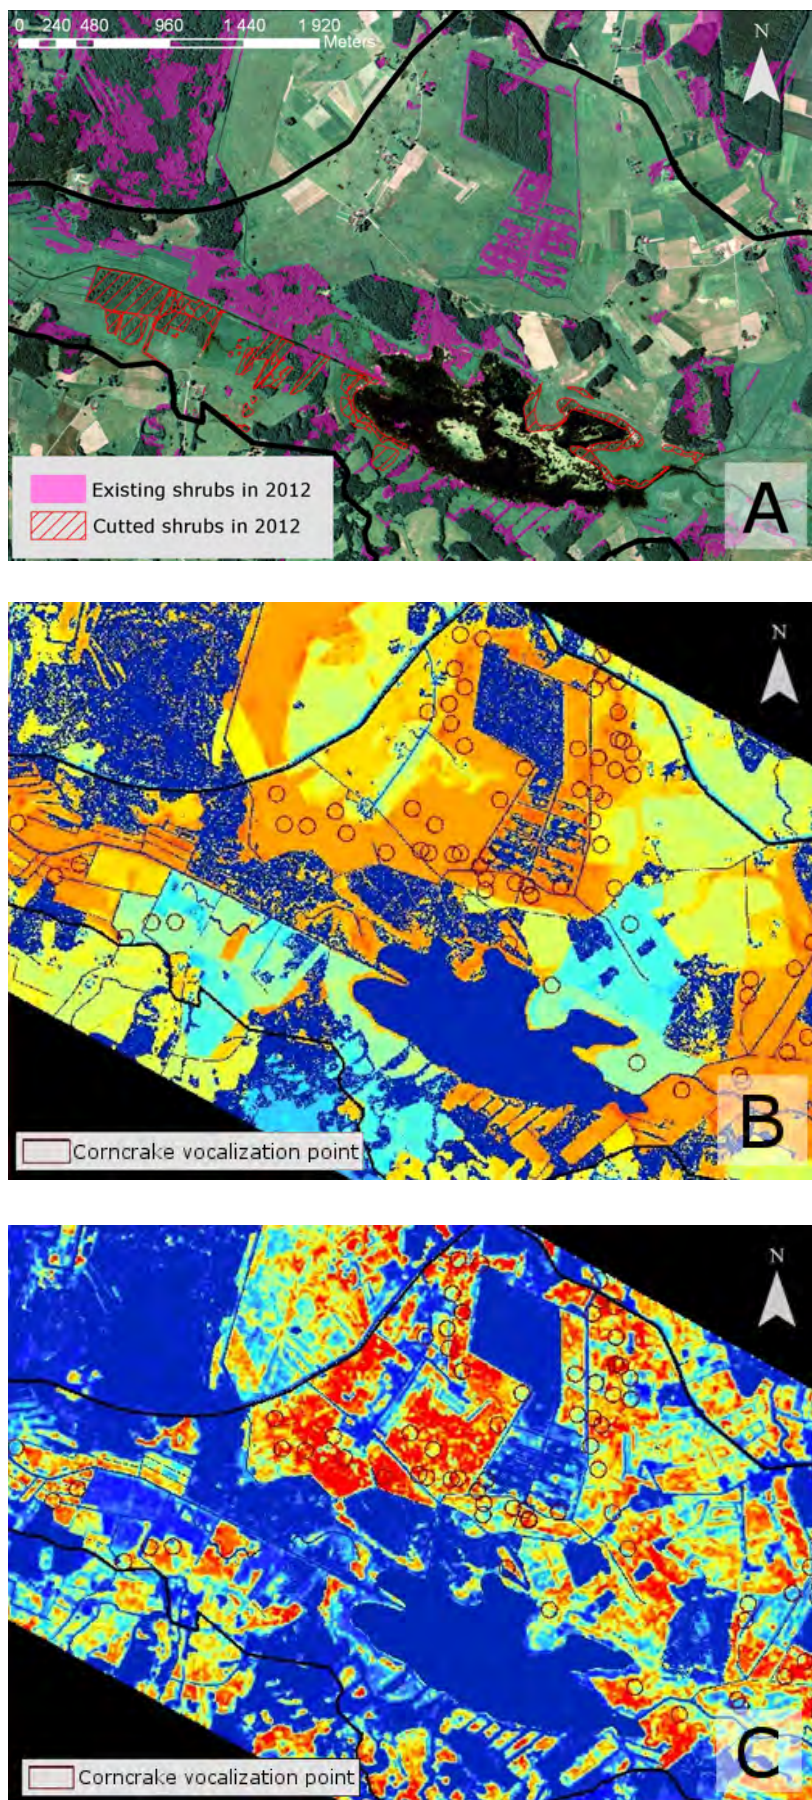 0 240 480 960 1 440 1 920
Meters
N
Existing shrubs in 2012
Cutted shrubs in 2012
A
N
Corncrake vocalization point
B
N
Corncrake vocalization point
C